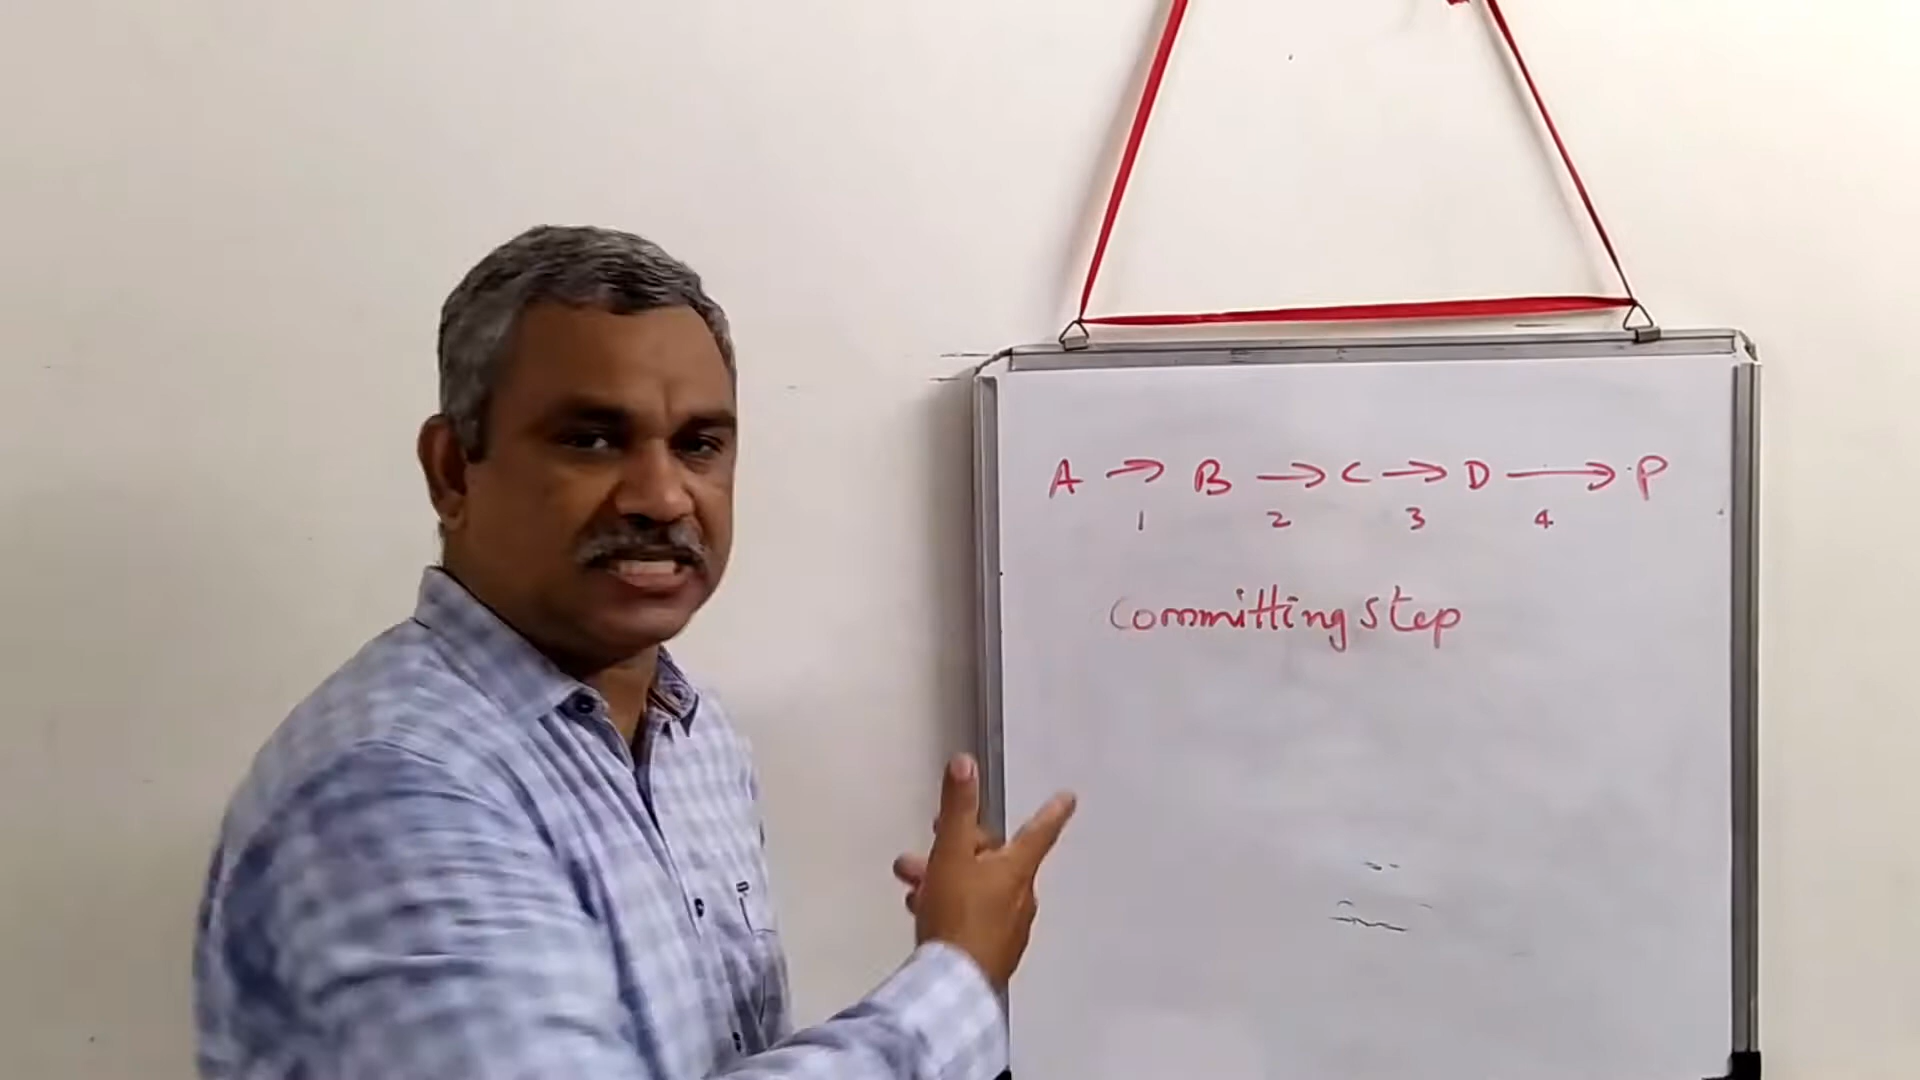 A → B → C → D → P
1 2 3 4
Committing step